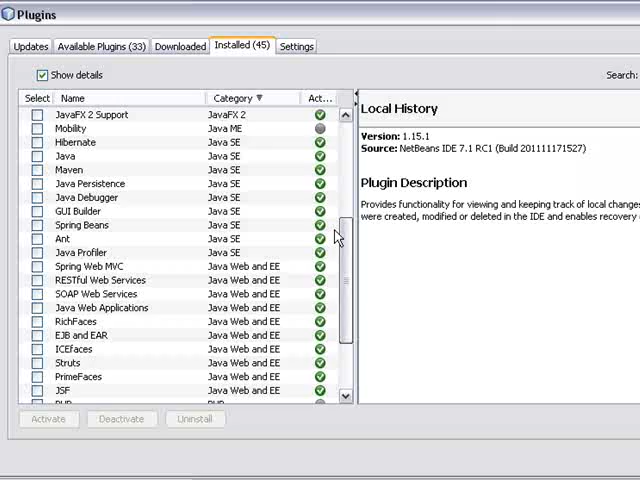 Plugins
Updates Available Plugins (33) Downloaded Installed (45) Settings
Show details Search:
Select Name Category Act...
JavaFX 2 Support JavaFX 2
Mobility Java ME
Hibernate Java SE
Java Java SE
Maven Java SE
Java Persistence Java SE
Java Debugger Java SE
GUI Builder Java SE
Spring Beans Java SE
Ant Java SE
Java Profiler Java SE
Spring Web MVC Java Web and EE
RESTful Web Services Java Web and EE
SOAP Web Services Java Web and EE
Java Web Applications Java Web and EE
RichFaces Java Web and EE
EJB and EAR Java Web and EE
ICEfaces Java Web and EE
Struts Java Web and EE
PrimeFaces Java Web and EE
JSF Java Web and EE
Local History
Version: 1.15.1
Source: NetBeans IDE 7.1 RC1 (Build 201111171527)
Plugin Description
Provides functionality for viewing and keeping track of local changes
were created, modified or deleted in the IDE and enables recovery
Activate Deactivate Uninstall